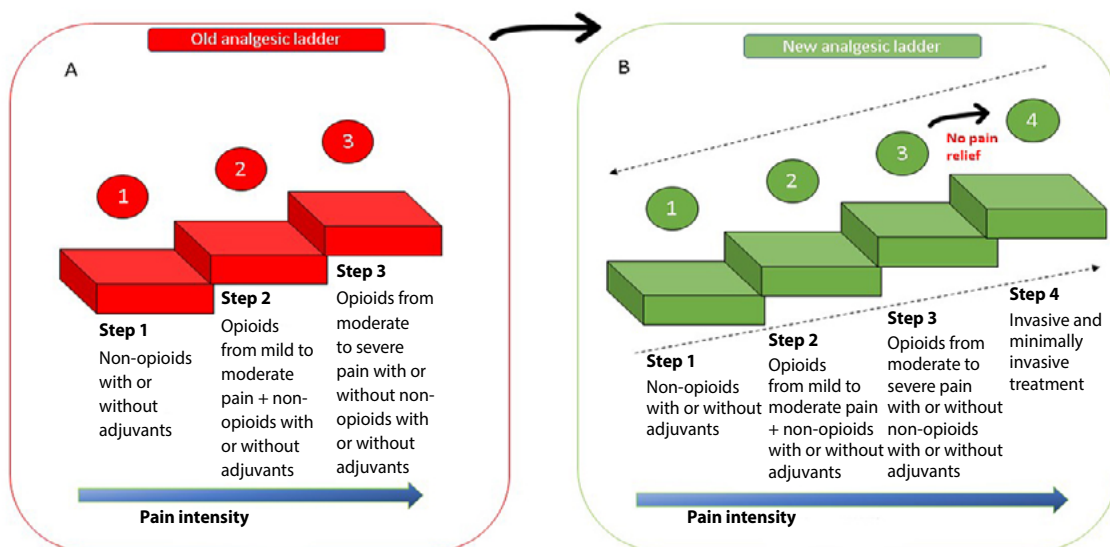 Old analgesic ladder
A
1
2
3
Step 1
Non-opioids
with or
without
adjuvants
Step 2
Opioids
from mild to
moderate
pain + non-
opioids with
or without
adjuvants
Step 3
Opioids from
moderate
to severe
pain with or
without non-
opioids with
or without
adjuvants
Pain intensity
New analgesic ladder
B
1
2
3
4
No pain
relief
Step 1
Non-opioids
with or without
adjuvants
Step 2
Opioids
from mild to
moderate pain
+ non-opioids
with or without
adjuvants
Step 3
Opioids from
moderate to
severe pain
with or without
non-opioids
with or without
adjuvants
Step 4
Invasive and
minimally
invasive
treatment
Pain intensity